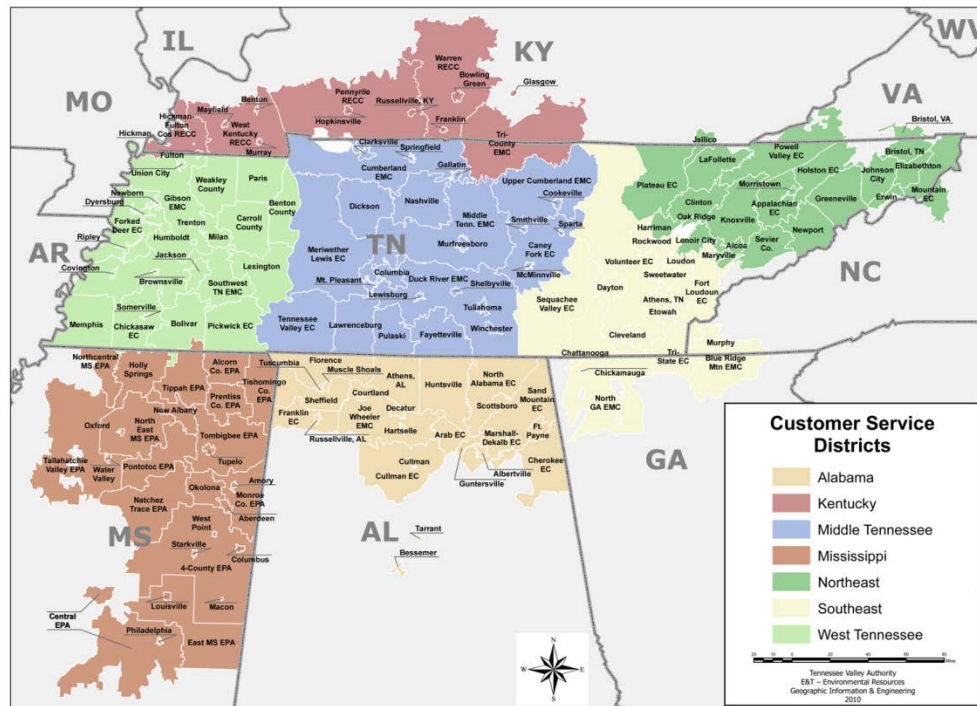 IL
KY
WV
MO
VA
AR
TN
NC
MS
AL
GA
Warren
RECC
Bowling
Green
Glasgow
Pennyrile
RECC
Russellville, KY
Hopkinsville
Franklin
Tri-
County
EMC
Benton
Mayfield
Hickman-
Fulton
Cos RECC
West
Kentucky
RECC
Hickman
Murray
Fulton
Union City
Weakley
County
Paris
Gibson
EMC
Newbern
Dyersburg
Benton
County
Forked
Deer EC
Trenton
Carroll
County
Humboldt
Milan
Ripley
Jackson
Lexington
Covington
Brownsville
Southwest
TN EMC
Somerville
Memphis
Chickasaw
EC
Bolivar
Pickwick EC
Clarksville
Springfield
Cumberland
EMC
Gallatin
Upper Cumberland EMC
Cookeville
Dickson
Nashville
Middle
Tenn. EMC
Smithville
Sparta
Murfreesboro
Meriwether
Lewis EC
Caney
Fork EC
McMinnville
Mt. Pleasant
Columbia
Duck River EMC
Shelbyville
Lewisburg
Tullahoma
Tennessee
Valley EC
Lawrenceburg
Pulaski
Fayetteville
Winchester
Jellico
Bristol, VA
LaFollette
Powell
Valley EC
Bristol, TN
Holston EC
Johnson
City
Elizabethton
Plateau EC
Morristown
Mountain
EC
Clinton
Appalachian
EC
Greeneville
Erwin
Oak Ridge
Knoxville
Harriman
Newport
Rockwood
Lenoir City
Alcoa
Sevier
Co.
Loudon
Maryville
Volunteer EC
Sweetwater
Fort
Loudoun
EC
Dayton
Athens, TN
Etowah
Sequachee
Valley EC
Cleveland
Murphy
Chattanooga
Tri-
State EC
Blue Ridge
Mtn EMC
Chickamauga
North
GA EMC
Northcentral
MS EPA
Holly
Springs
Alcorn
Co. EPA
Tishomingo
Co. EPA
Tippah EPA
Prentiss
Co. EPA
New Albany
Oxford
North
East
MS EPA
Tombigbee EPA
Tallahatchie
Valley EPA
Water
Valley
Pontotoc EPA
Tupelo
Okolona
Amory
Natchez
Trace EPA
Monroe
Co. EPA
Aberdeen
West
Point
Starkville
Columbus
4-County EPA
Central
EPA
Louisville
Macon
Philadelphia
East MS EPA
Tuscumbia
Florence
Muscle Shoals
Athens,
AL
Huntsville
North
Alabama EC
Sheffield
Courtland
Sand
Mountain
EC
Franklin
EC
Joe
Wheeler
EMC
Decatur
Scottsboro
Hartselle
Russellville, AL
Arab EC
Marshall-
Dekalb EC
Ft.
Payne
Cullman
Cullman EC
Albertville
Cherokee
EC
Guntersville
Tarrant
Bessemer
N
W
E
S
Customer Service
Districts
Alabama
Kentucky
Middle Tennessee
Mississippi
Northeast
Southeast
West Tennessee
20 10 0 20 40 60 80
Miles
Tennessee Valley Authority
E&T – Environmental Resources
Geographic Information & Engineering
2010